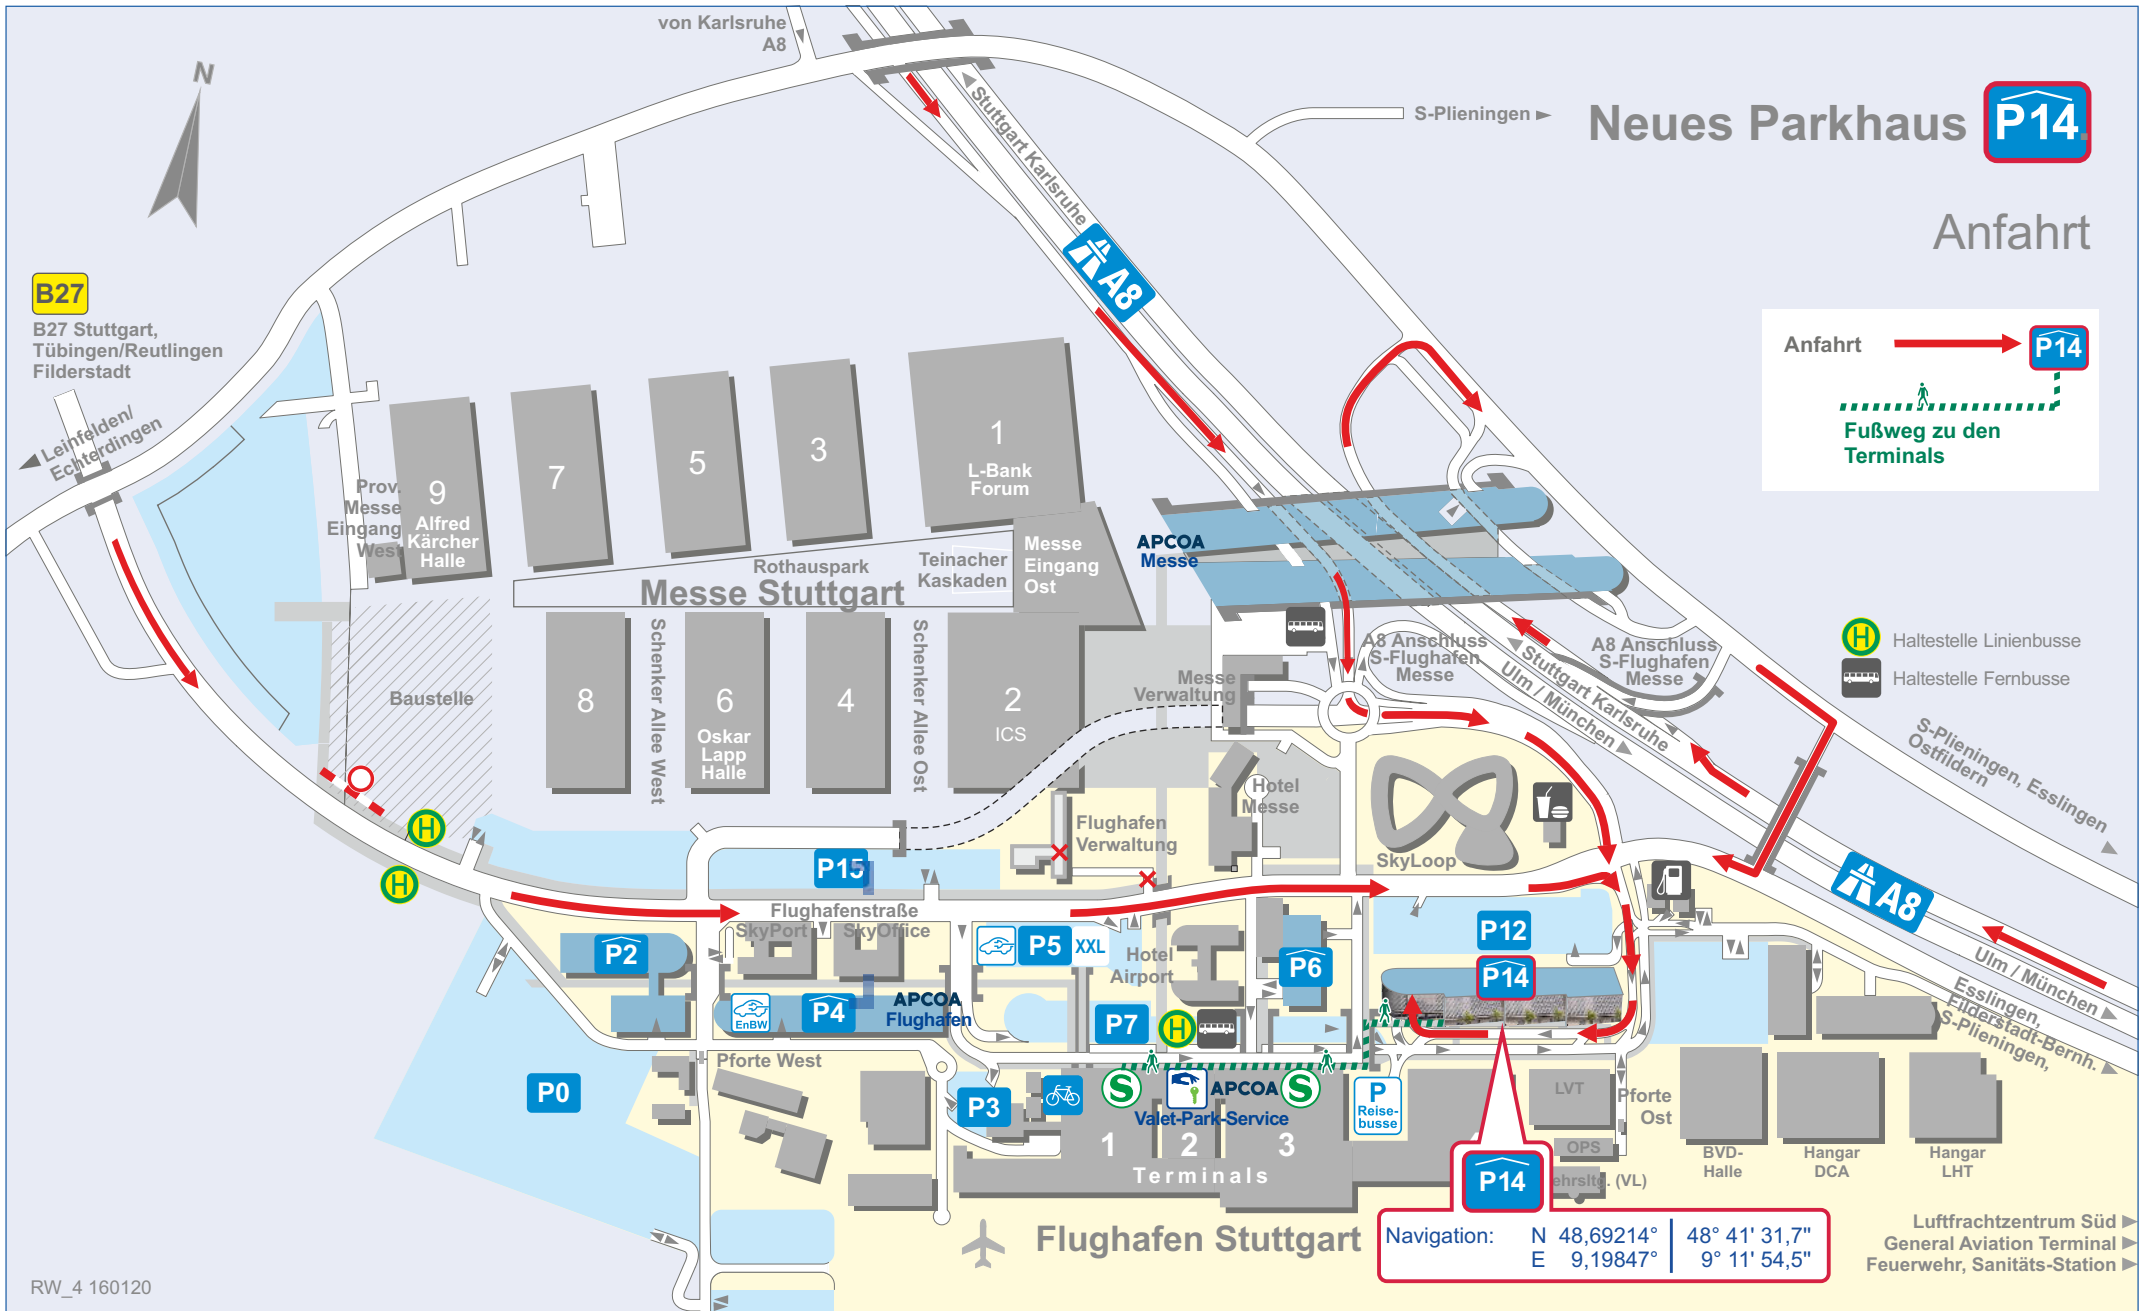 von Karlsruhe
A8
N
Stuttgart Karlsruhe
S-Plieningen
Neues Parkhaus P14
Anfahrt
A8
B27
B27 Stuttgart,
Tübingen/Reutlingen
Filderstadt
Leinfelden/
Echterdingen
Anfahrt
P14
Fußweg zu den
Terminals
Prov.
Messe
Eingang
West
9
Alfred
Kärcher
Halle
7
5
3
1
L-Bank
Forum
Messe
Eingang
Ost
Teinacher
Kaskaden
Rothauspark
Messe Stuttgart
APCOA
Messe
H Haltestelle Linienbusse
Haltestelle Fernbusse
Baustelle
8
Schenker Allee West
6
Oskar
Lapp
Halle
4
Schenker Allee Ost
2
ICS
Messe
Verwaltung
A8 Anschluss
S-Flughafen
Messe
Stuttgart Karlsruhe
Ulm / München
A8 Anschluss
S-Flughafen
Messe
S-Plieningen, Esslingen
Ostfildern
Hotel
Messe
SkyLoop
Flughafen
Verwaltung
H
H
P15
Flughafenstraße
SkyPort
SkyOffice
P2
P5
XXL
Hotel
Airport
P6
P12
P14
A8
Ulm / München
Esslingen,
Filderstadt-Bernh.
S-Plieningen,
EnBW
P4
APCOA
Flughafen
P7
H
Pforte West
P0
P3
S
APCOA
S
Valet-Park-Service
P
Reise-
busse
1
2
3
Terminals
LVT
Pforte
Ost
OPS
ehrsltg. (VL)
BVD-
Halle
Hangar
DCA
Hangar
LHT
P14
Flughafen Stuttgart
Navigation: N 48,69214° 48° 41' 31,7"
E 9,19847° 9° 11' 54,5"
Luftfrachtzentrum Süd
General Aviation Terminal
Feuerwehr, Sanitäts-Station
RW_4 160120